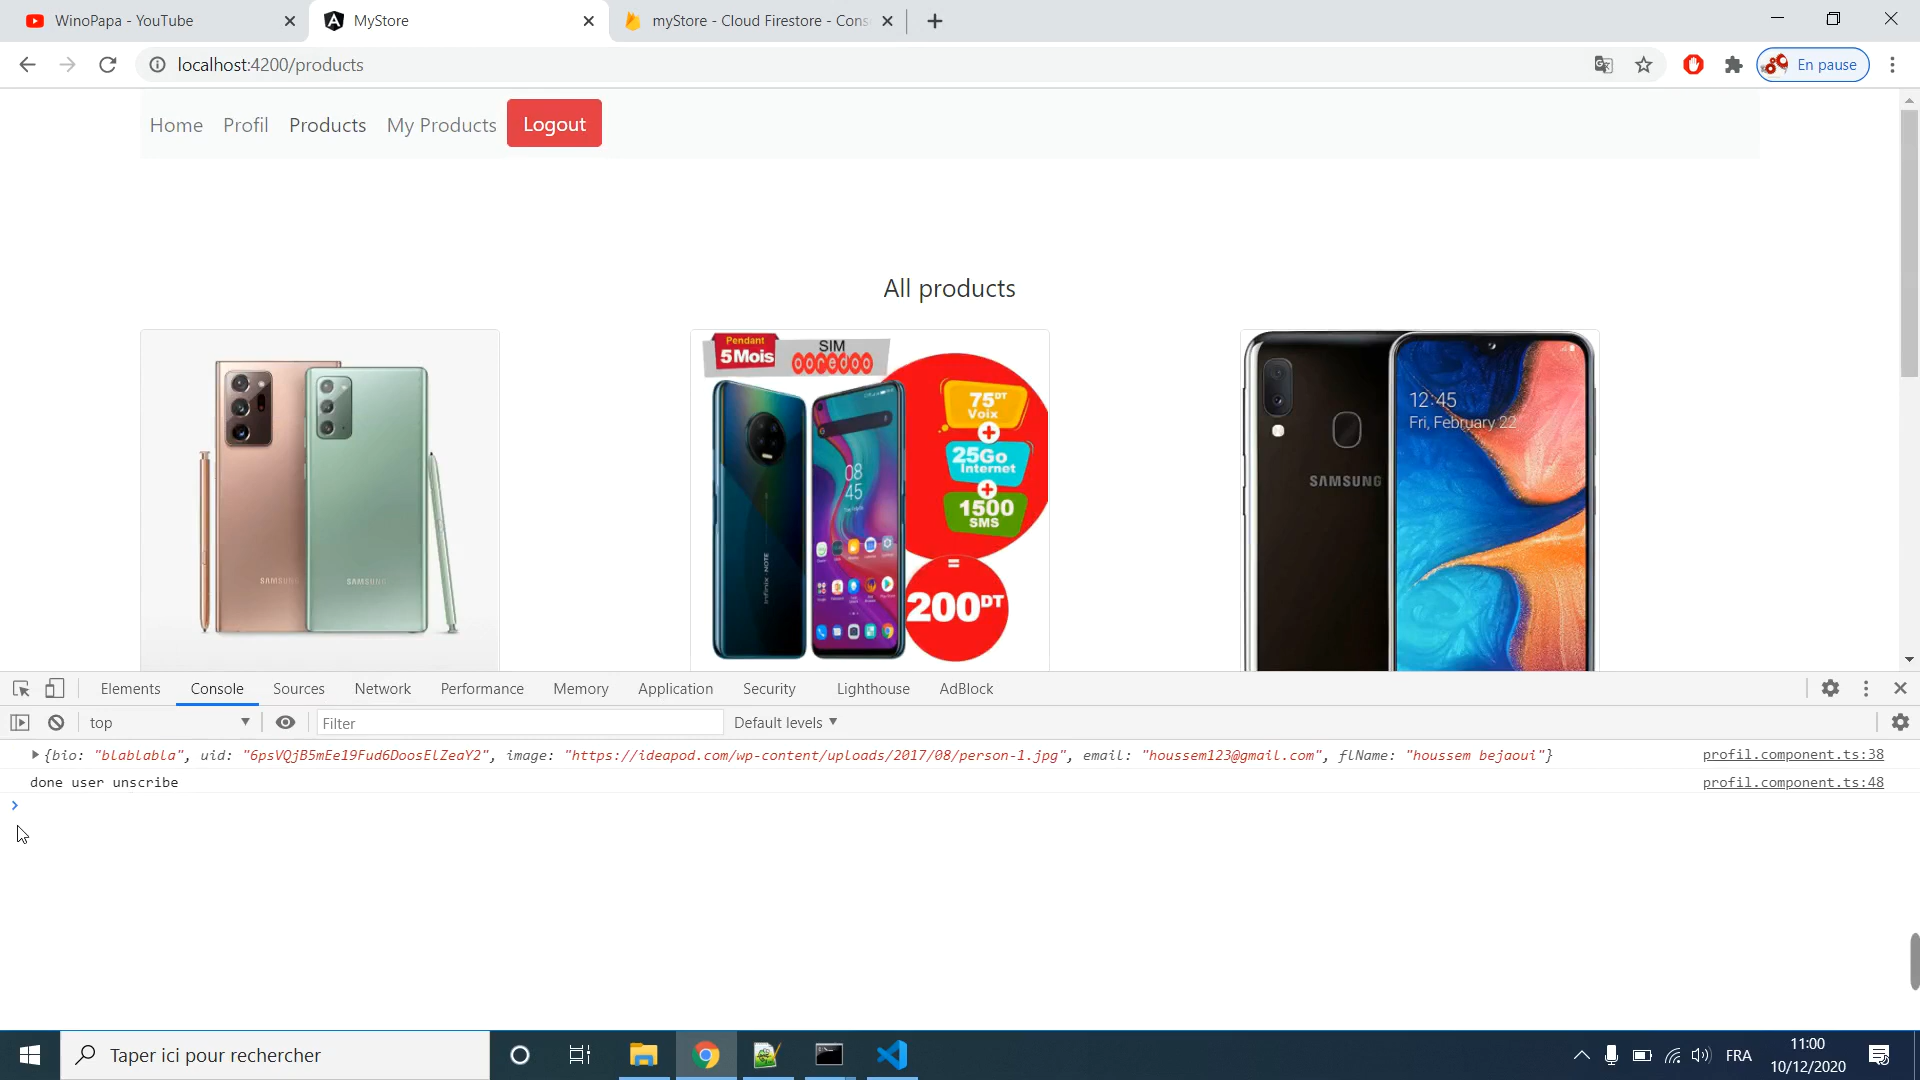 WinoPapa - YouTube
MyStore
myStore - Cloud Firestore - Cons
localhost:4200/products
En pause
Home
Profil
Products
My Products
Logout
All products
Pendant
5Mois
SIM
ooredoo
75DT
Voix
+
25Go
Internet
+
1500
SMS
=
200DT
08
45
Infinix NOTE
SAMSUNG
SAMSUNG
SAMSUNG
12:45
Fri, February 22
Elements
Console
Sources
Network
Performance
Memory
Application
Security
Lighthouse
AdBlock
top
Filter
Default levels
{bio: "blablabla", uid: "6psVQjB5mEe19Fud6DoosElZeaY2", image: "https://ideapod.com/wp-content/uploads/2017/08/person-1.jpg", email: "houssem123@gmail.com", flName: "houssem bejaoui"}
profil.component.ts:38
done user unscribe
profil.component.ts:48
Taper ici pour rechercher
FRA
11:00
10/12/2020